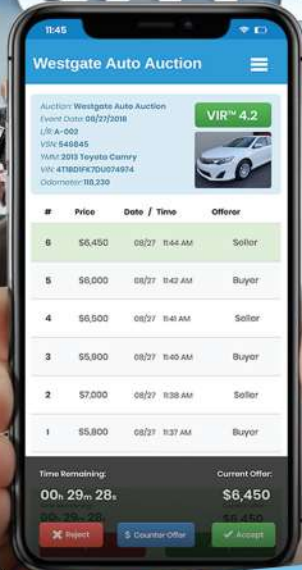 11:45
Westgate Auto Auction
Auction: Westgate Auto Auction
Event Date: 08/27/2018
L/R: A-002
VSN: 546845
YMM: 2013 Toyota Camry
VIN: 4T1BD1FK7DU074974
Odometer: 118,230
VIR™ 4.2
# Price Date / Time Offerer
6 $6,450 08/27 11:44 AM Seller
5 $6,000 08/27 11:42 AM Buyer
4 $6,500 08/27 11:41 AM Seller
3 $5,900 08/27 11:40 AM Buyer
2 $7,000 08/27 11:38 AM Seller
1 $5,800 08/27 11:37 AM Buyer
Time Remaining: Current Offer:
00h 29m 28s $6,450
Reject
$ Counter Offer
Accept